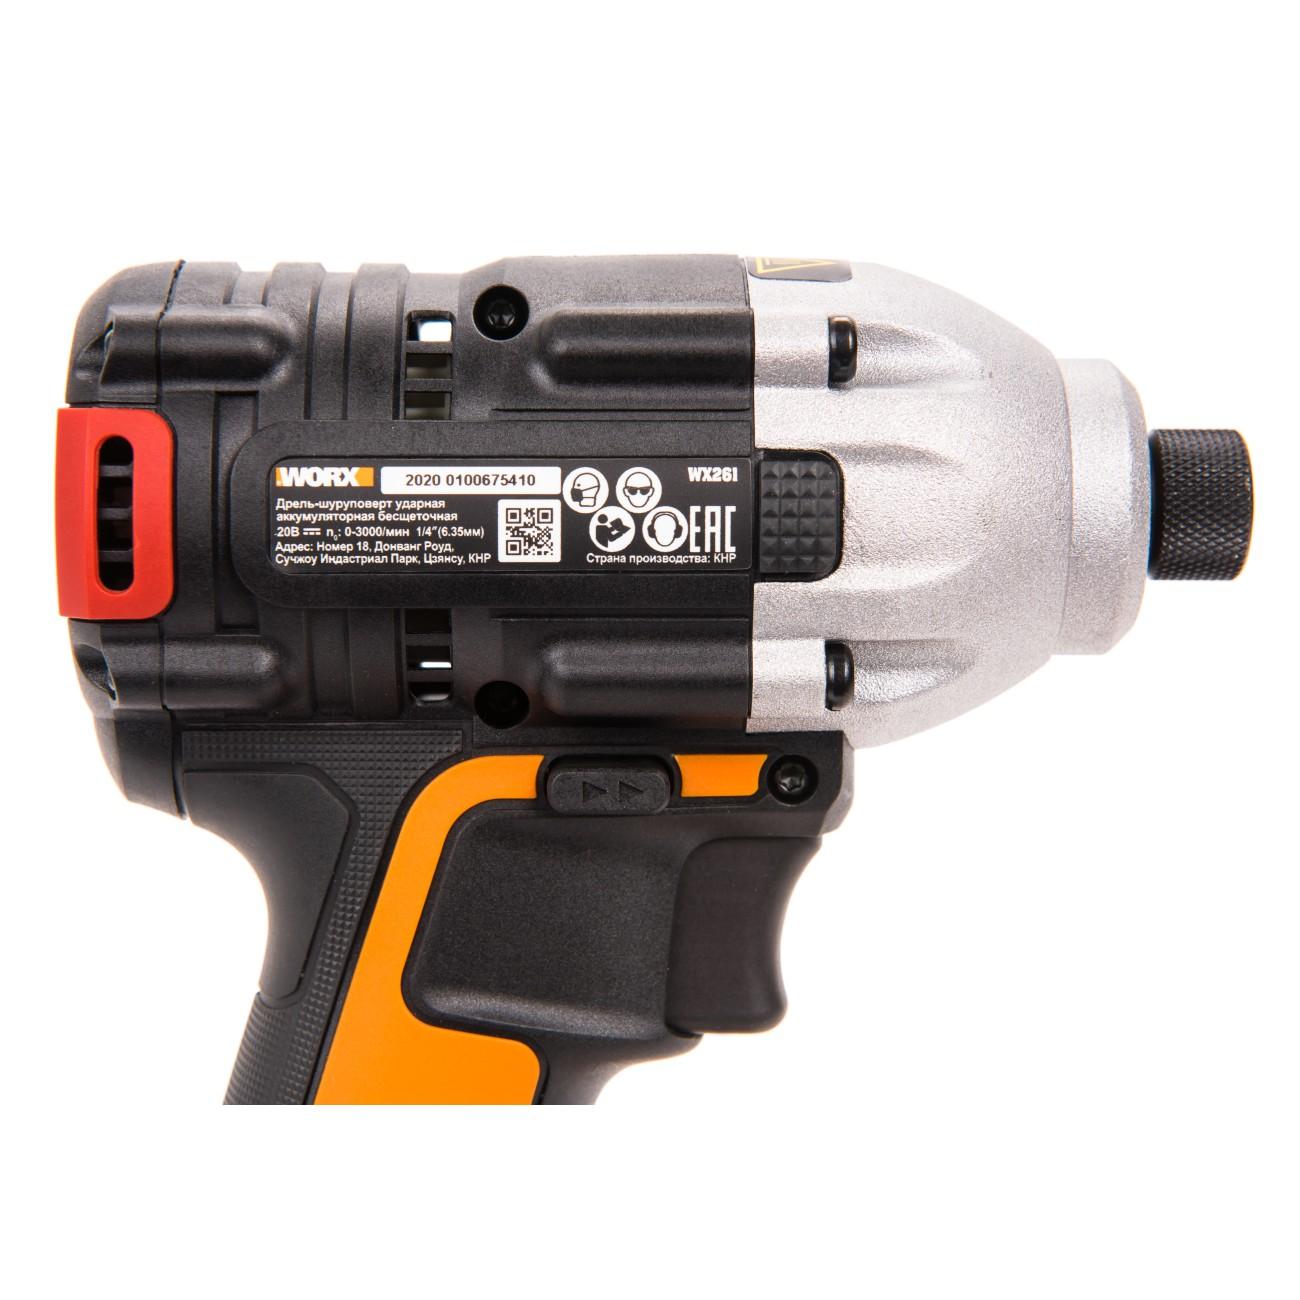 WORX 2020 0100675410 WX261
Дрель-шуруповерт ударная
аккумуляторная бесщеточная
20В n₀: 0-3000/мин 1/4"(6.35мм)
Адрес: Номер 18, Донванг Роуд,
Сучжоу Индастриал Парк, Цзянсу, КНР
EAC
Страна производства: КНР